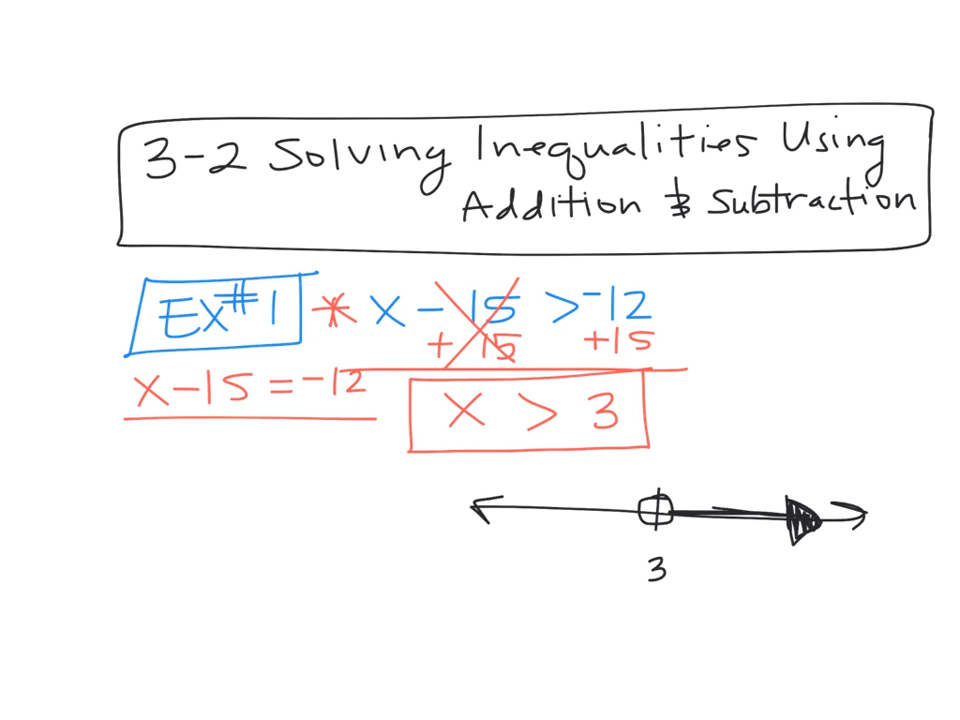 3-2 Solving Inequalities Using
Addition & Subtraction
Ex#1 * x - 15 > -12
+ 15 +15
x - 15 = -12
x > 3
3